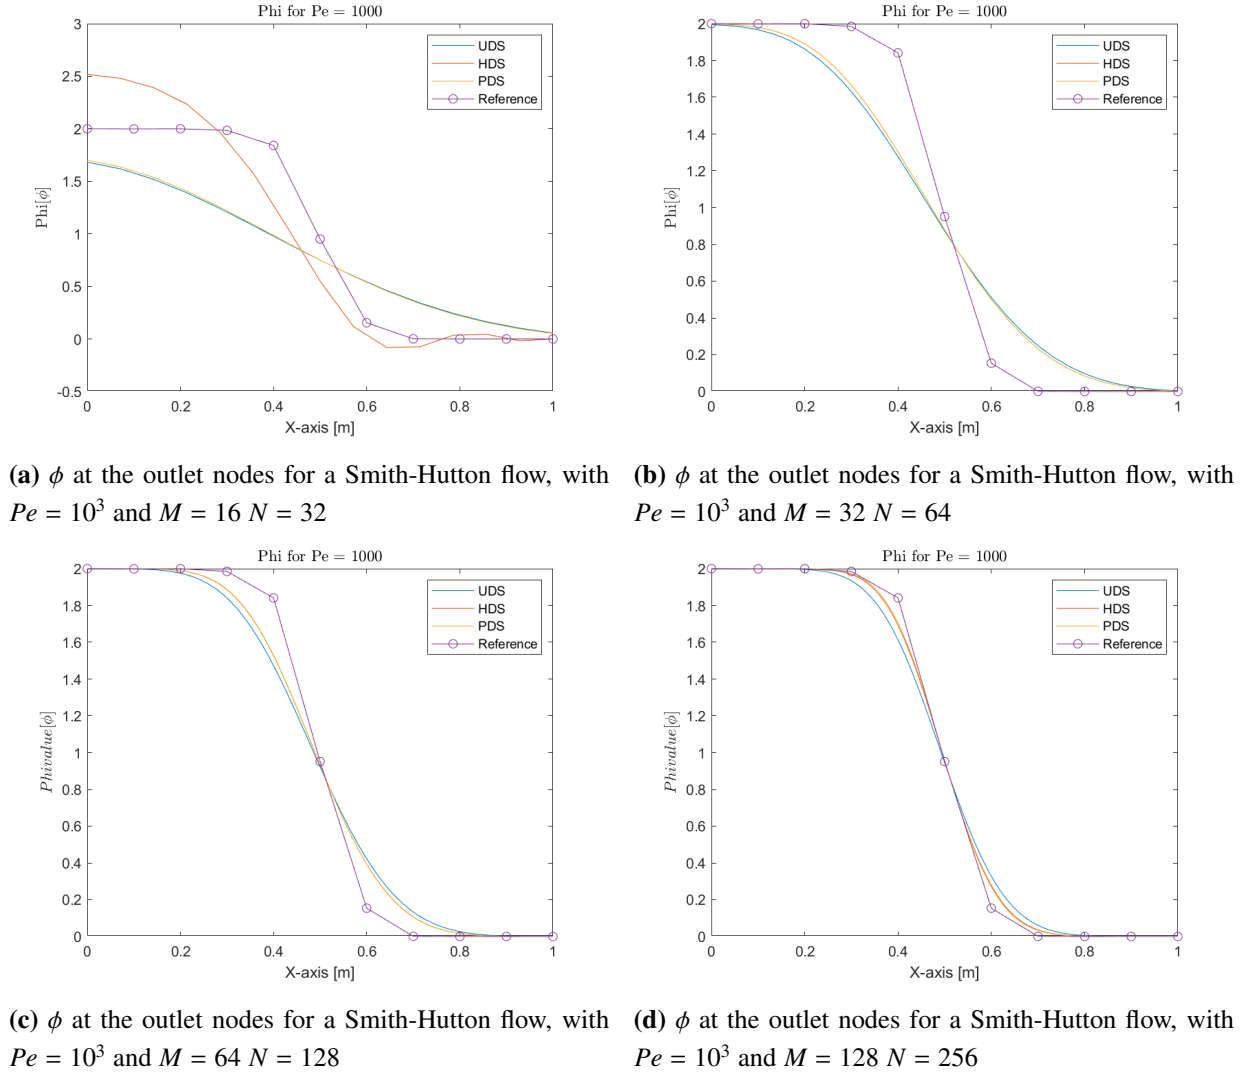 Phi for Pe = 1000
3
2.5
2
1.5
1
0.5
0
-0.5
Phi[ϕ]
0 0.2 0.4 0.6 0.8 1
X-axis [m]
UDS
HDS
PDS
Reference
Phi for Pe = 1000
2
1.8
1.6
1.4
1.2
1
0.8
0.6
0.4
0.2
0
Phi[ϕ]
0 0.2 0.4 0.6 0.8 1
X-axis [m]
UDS
HDS
PDS
Reference
(a) ϕ at the outlet nodes for a Smith-Hutton flow, with
Pe = 10³ and M = 16 N = 32
(b) ϕ at the outlet nodes for a Smith-Hutton flow, with
Pe = 10³ and M = 32 N = 64
Phi for Pe = 1000
2
1.8
1.6
1.4
1.2
1
0.8
0.6
0.4
0.2
0
Phivalue[ϕ]
0 0.2 0.4 0.6 0.8 1
X-axis [m]
UDS
HDS
PDS
Reference
Phi for Pe = 1000
2
1.8
1.6
1.4
1.2
1
0.8
0.6
0.4
0.2
0
Phivalue[ϕ]
0 0.2 0.4 0.6 0.8 1
X-axis [m]
UDS
HDS
PDS
Reference
(c) ϕ at the outlet nodes for a Smith-Hutton flow, with
Pe = 10³ and M = 64 N = 128
(d) ϕ at the outlet nodes for a Smith-Hutton flow, with
Pe = 10³ and M = 128 N = 256